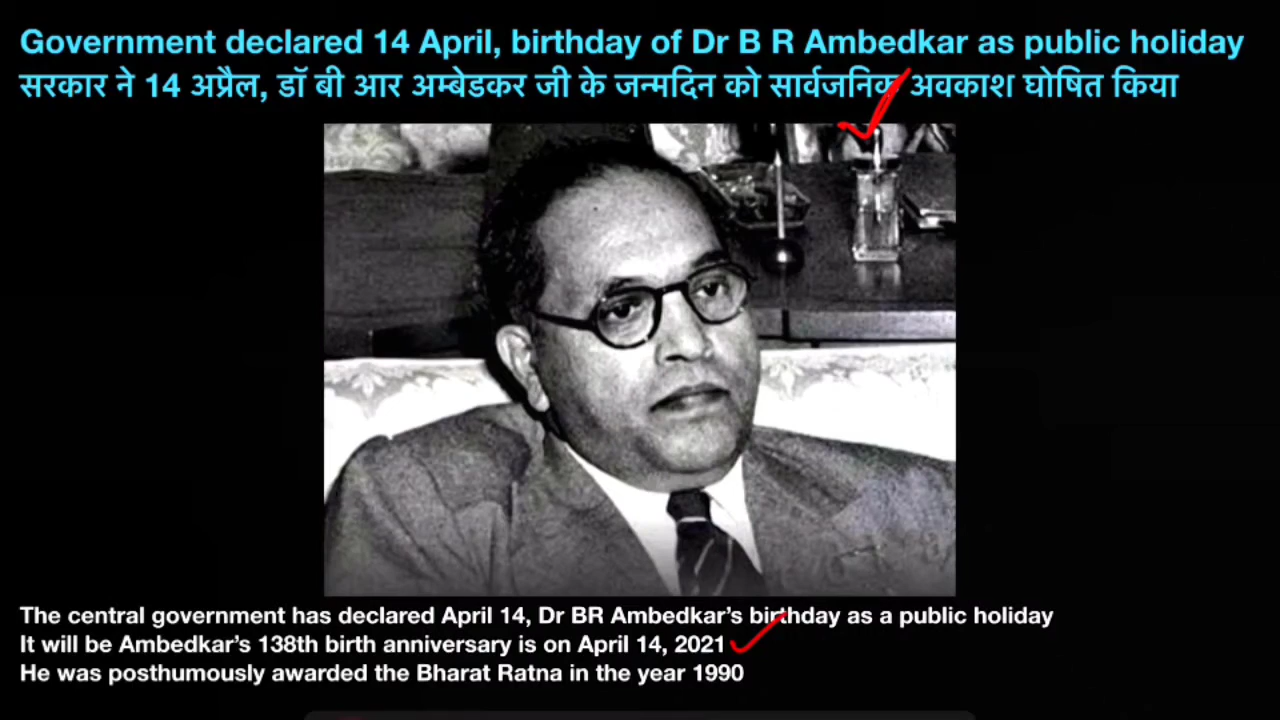 Government declared 14 April, birthday of Dr B R Ambedkar as public holiday
सरकार ने 14 अप्रैल, डॉ बी आर अम्बेडकर जी के जन्मदिन को सार्वजनिक अवकाश घोषित किया
The central government has declared April 14, Dr BR Ambedkar's birthday as a public holiday
It will be Ambedkar's 138th birth anniversary is on April 14, 2021
He was posthumously awarded the Bharat Ratna in the year 1990